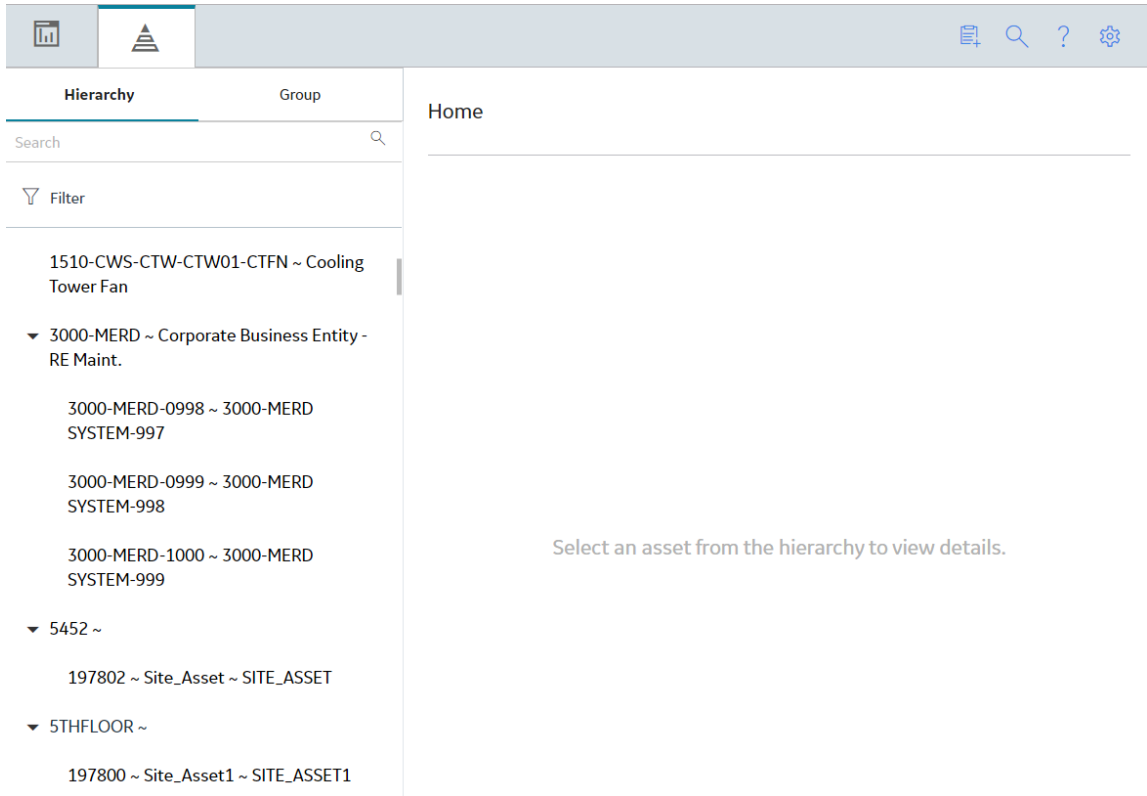 Hierarchy
Group
Home
Search
Filter
1510-CWS-CTW-CTW01-CTFN ~ Cooling
Tower Fan
3000-MERD ~ Corporate Business Entity -
RE Maint.
3000-MERD-0998 ~ 3000-MERD
SYSTEM-997
3000-MERD-0999 ~ 3000-MERD
SYSTEM-998
3000-MERD-1000 ~ 3000-MERD
SYSTEM-999
5452 ~
197802 ~ Site_Asset ~ SITE_ASSET
5THFLOOR ~
197800 ~ Site_Asset1 ~ SITE_ASSET1
Select an asset from the hierarchy to view details.